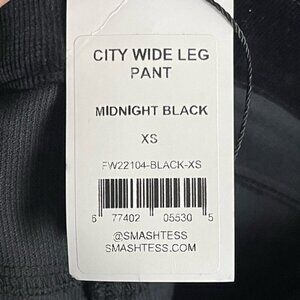 CITY WIDE LEG
PANT
MIDNIGHT BLACK
XS
FW22104-BLACK-XS
6 77402 05530 5
@SMASHTESS
SMASHTESS.COM